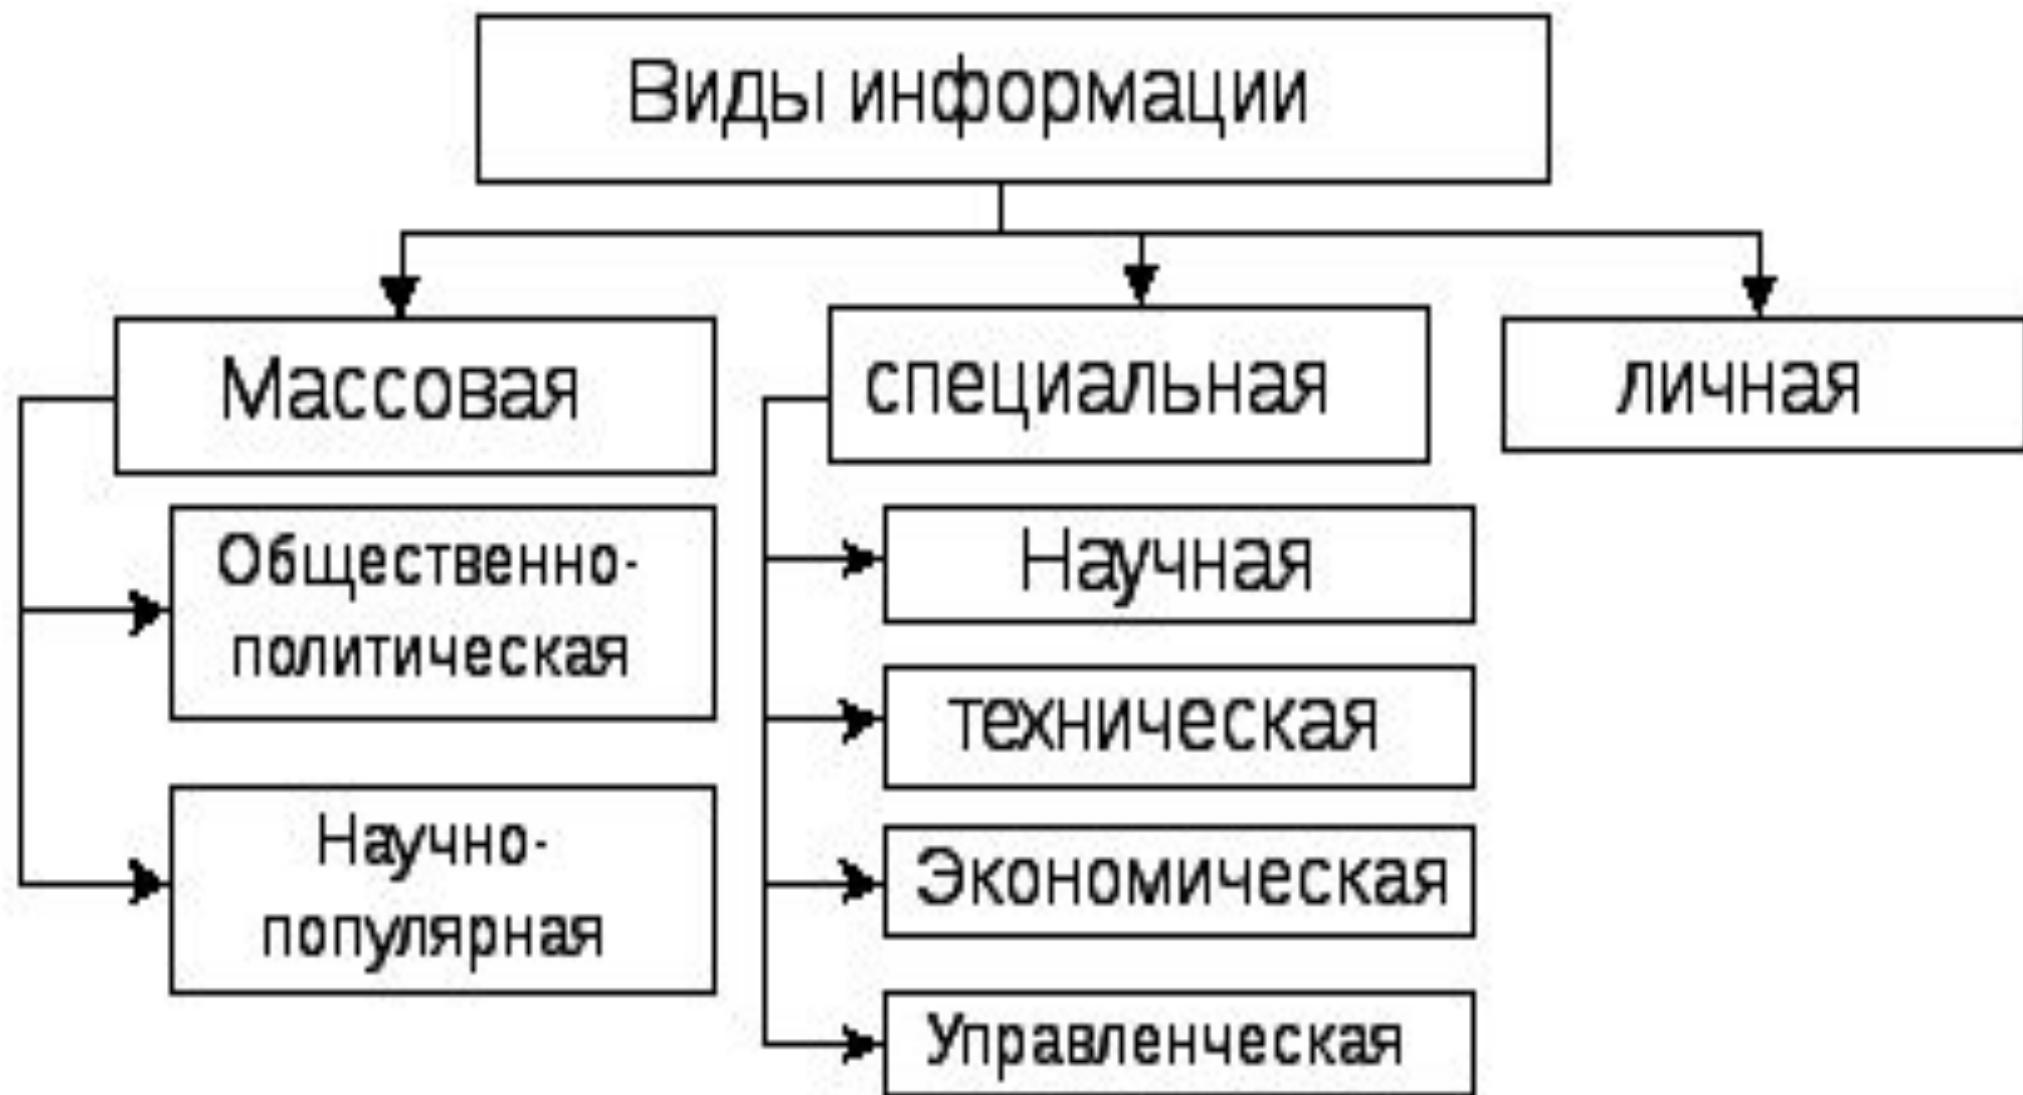 Виды информации
Массовая
специальная
личная
Общественно-
политическая
Научно-
популярная
Научная
техническая
Экономическая
Управленческая